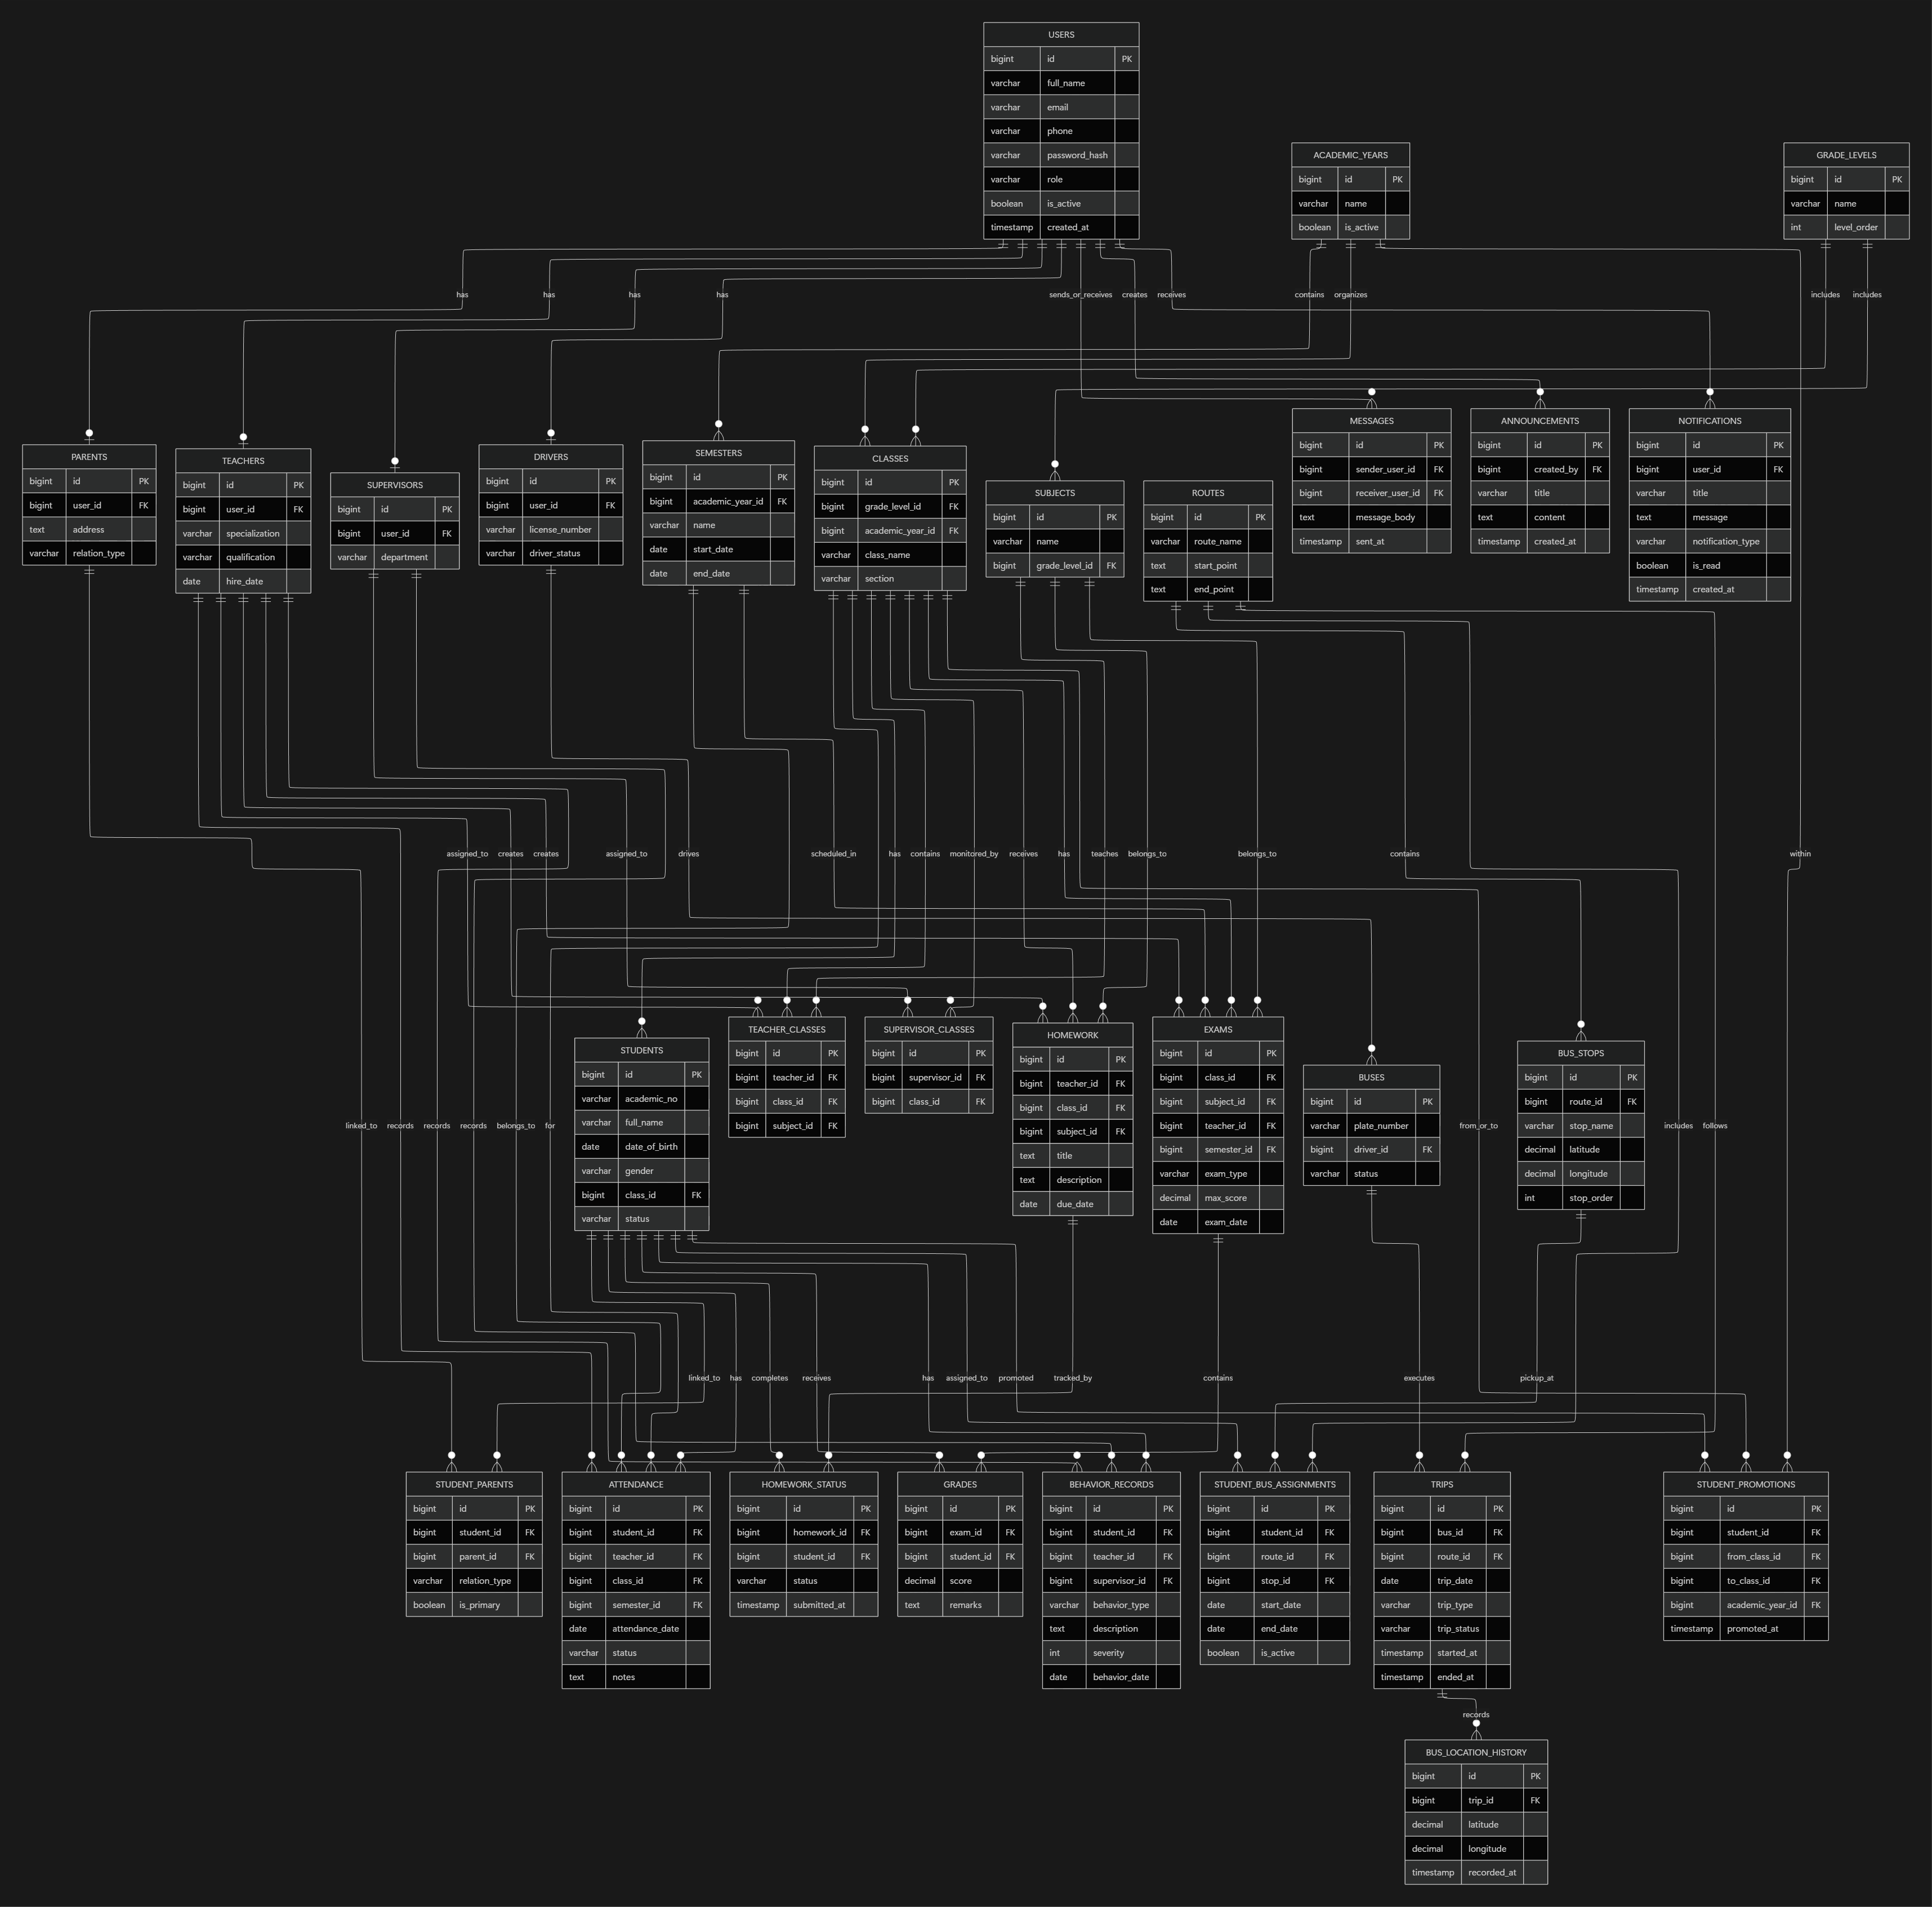 USERS
bigint id PK
varchar full_name
varchar email
varchar phone
varchar password_hash
varchar role
boolean is_active
timestamp created_at
ACADEMIC_YEARS
bigint id PK
varchar name
boolean is_active
GRADE_LEVELS
bigint id PK
varchar name
int level_order
has has has has sends_or_receives creates receives contains organizes includes includes
PARENTS
bigint id PK
bigint user_id FK
text address
varchar relation_type
TEACHERS
bigint id PK
bigint user_id FK
varchar specialization
varchar qualification
date hire_date
SUPERVISORS
bigint id PK
bigint user_id FK
varchar department
DRIVERS
bigint id PK
bigint user_id FK
varchar license_number
varchar driver_status
SEMESTERS
bigint id PK
bigint academic_year_id FK
varchar name
date start_date
date end_date
CLASSES
bigint id PK
bigint grade_level_id FK
bigint academic_year_id FK
varchar class_name
varchar section
SUBJECTS
bigint id PK
varchar name
bigint grade_level_id FK
ROUTES
bigint id PK
varchar route_name
text start_point
text end_point
MESSAGES
bigint id PK
bigint sender_user_id FK
bigint receiver_user_id FK
text message_body
timestamp sent_at
ANNOUNCEMENTS
bigint id PK
bigint created_by FK
varchar title
text content
timestamp created_at
NOTIFICATIONS
bigint id PK
bigint user_id FK
varchar title
text message
varchar notification_type
boolean is_read
timestamp created_at
assigned_to creates creates assigned_to drives scheduled_in has contains monitored_by receives has teaches belongs_to belongs_to contains within
STUDENTS
bigint id PK
varchar academic_no
varchar full_name
date date_of_birth
varchar gender
bigint class_id FK
varchar status
TEACHER_CLASSES
bigint id PK
bigint teacher_id FK
bigint class_id FK
bigint subject_id FK
SUPERVISOR_CLASSES
bigint id PK
bigint supervisor_id FK
bigint class_id FK
HOMEWORK
bigint id PK
bigint teacher_id FK
bigint class_id FK
bigint subject_id FK
text title
text description
date due_date
EXAMS
bigint id PK
bigint class_id FK
bigint subject_id FK
bigint teacher_id FK
bigint semester_id FK
varchar exam_type
decimal max_score
date exam_date
BUSES
bigint id PK
varchar plate_number
bigint driver_id FK
varchar status
BUS_STOPS
bigint id PK
bigint route_id FK
varchar stop_name
decimal latitude
decimal longitude
int stop_order
linked_to records records records belongs_to for from_or_to includes follows
linked_to has completes receives has assigned_to promoted tracked_by contains executes pickup_at
STUDENT_PARENTS
bigint id PK
bigint student_id FK
bigint parent_id FK
varchar relation_type
boolean is_primary
ATTENDANCE
bigint id PK
bigint student_id FK
bigint teacher_id FK
bigint class_id FK
bigint semester_id FK
date attendance_date
varchar status
text notes
HOMEWORK_STATUS
bigint id PK
bigint homework_id FK
bigint student_id FK
varchar status
timestamp submitted_at
GRADES
bigint id PK
bigint exam_id FK
bigint student_id FK
decimal score
text remarks
BEHAVIOR_RECORDS
bigint id PK
bigint student_id FK
bigint teacher_id FK
bigint supervisor_id FK
varchar behavior_type
text description
int severity
date behavior_date
STUDENT_BUS_ASSIGNMENTS
bigint id PK
bigint student_id FK
bigint route_id FK
bigint stop_id FK
date start_date
date end_date
boolean is_active
TRIPS
bigint id PK
bigint bus_id FK
bigint route_id FK
date trip_date
varchar trip_type
varchar trip_status
timestamp started_at
timestamp ended_at
STUDENT_PROMOTIONS
bigint id PK
bigint student_id FK
bigint from_class_id FK
bigint to_class_id FK
bigint academic_year_id FK
timestamp promoted_at
records
BUS_LOCATION_HISTORY
bigint id PK
bigint trip_id FK
decimal latitude
decimal longitude
timestamp recorded_at